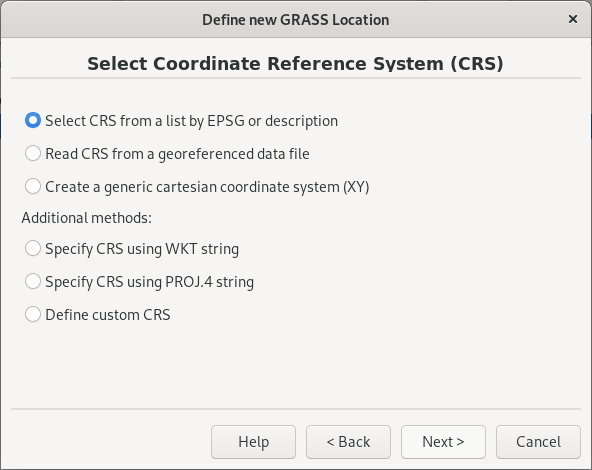 Define new GRASS Location
Select Coordinate Reference System (CRS)
Select CRS from a list by EPSG or description
Read CRS from a georeferenced data file
Create a generic cartesian coordinate system (XY)
Additional methods:
Specify CRS using WKT string
Specify CRS using PROJ.4 string
Define custom CRS
Help < Back Next > Cancel